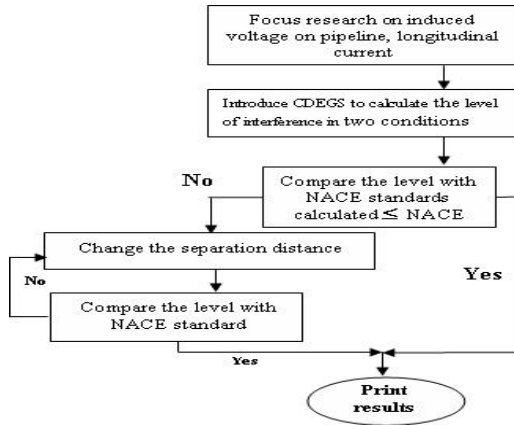 Focus research on induced
voltage on pipeline, longitudinal
current
Introduce CDEGS to calculate the level
of interference in two conditions
No
Compare the level with
NACE standards
calculated ≤ NACE
Change the separation distance
No
Yes
Compare the level with
NACE standard
Yes
Print
results